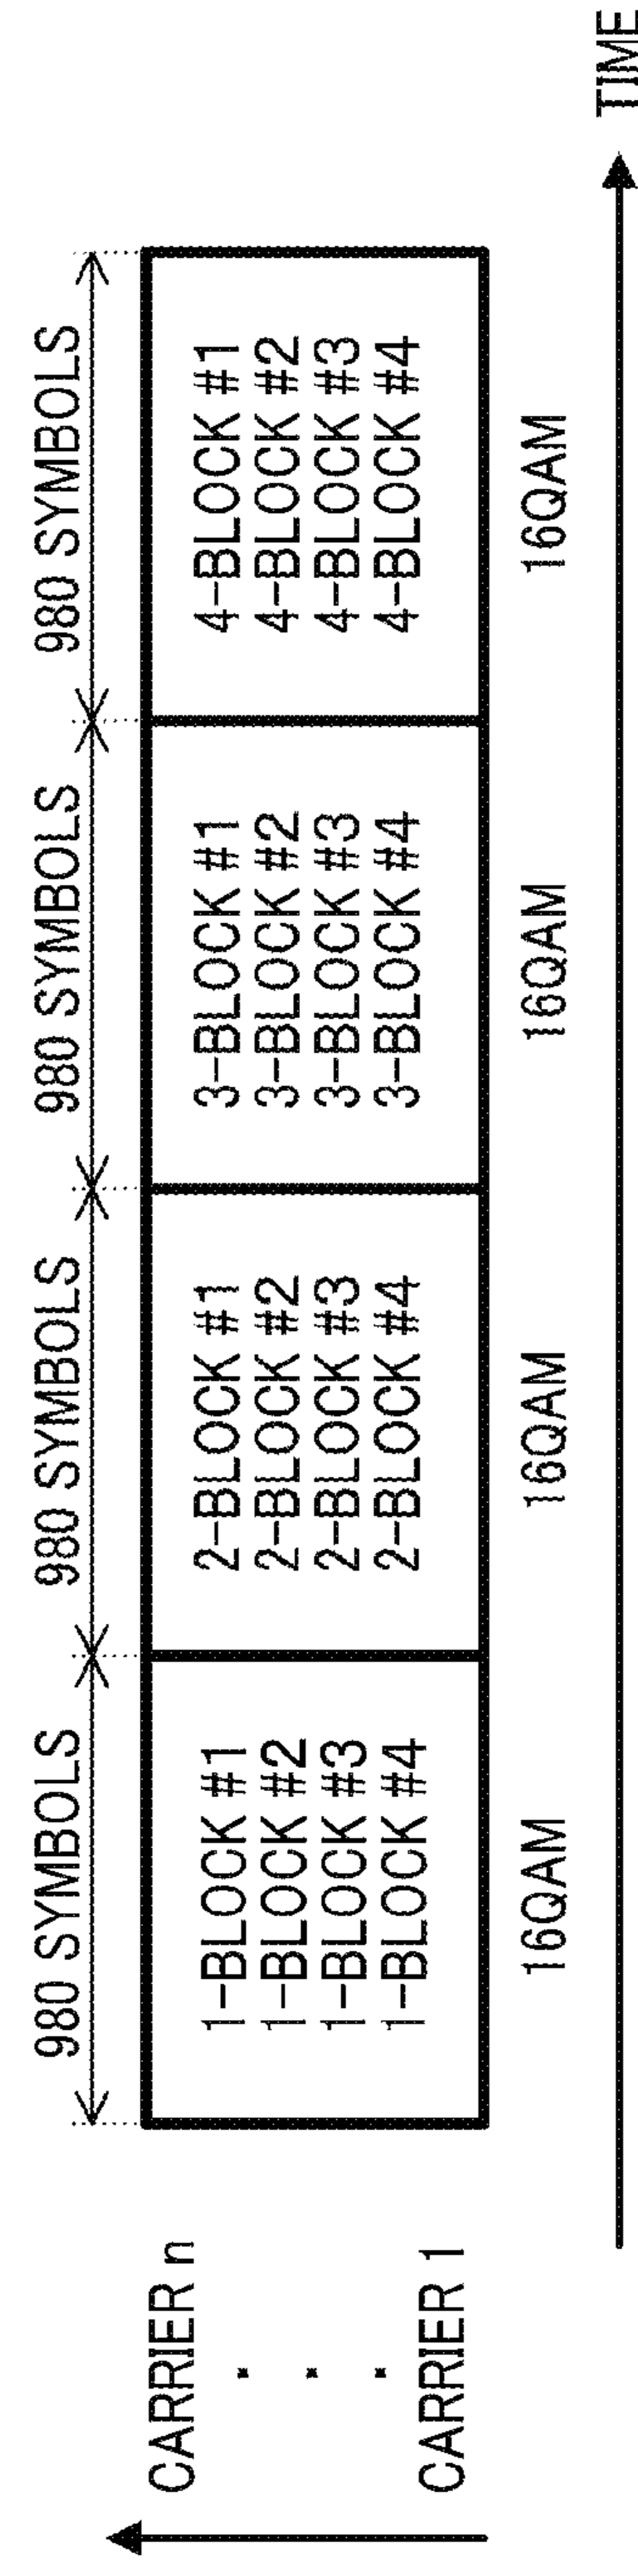 980 SYMBOLS
980 SYMBOLS
980 SYMBOLS
980 SYMBOLS
CARRIER n
CARRIER 1
1-BLOCK #1
1-BLOCK #2
1-BLOCK #3
1-BLOCK #4
2-BLOCK #1
2-BLOCK #2
2-BLOCK #3
2-BLOCK #4
3-BLOCK #1
3-BLOCK #2
3-BLOCK #3
3-BLOCK #4
4-BLOCK #1
4-BLOCK #2
4-BLOCK #3
4-BLOCK #4
16QAM
16QAM
16QAM
16QAM
TIME